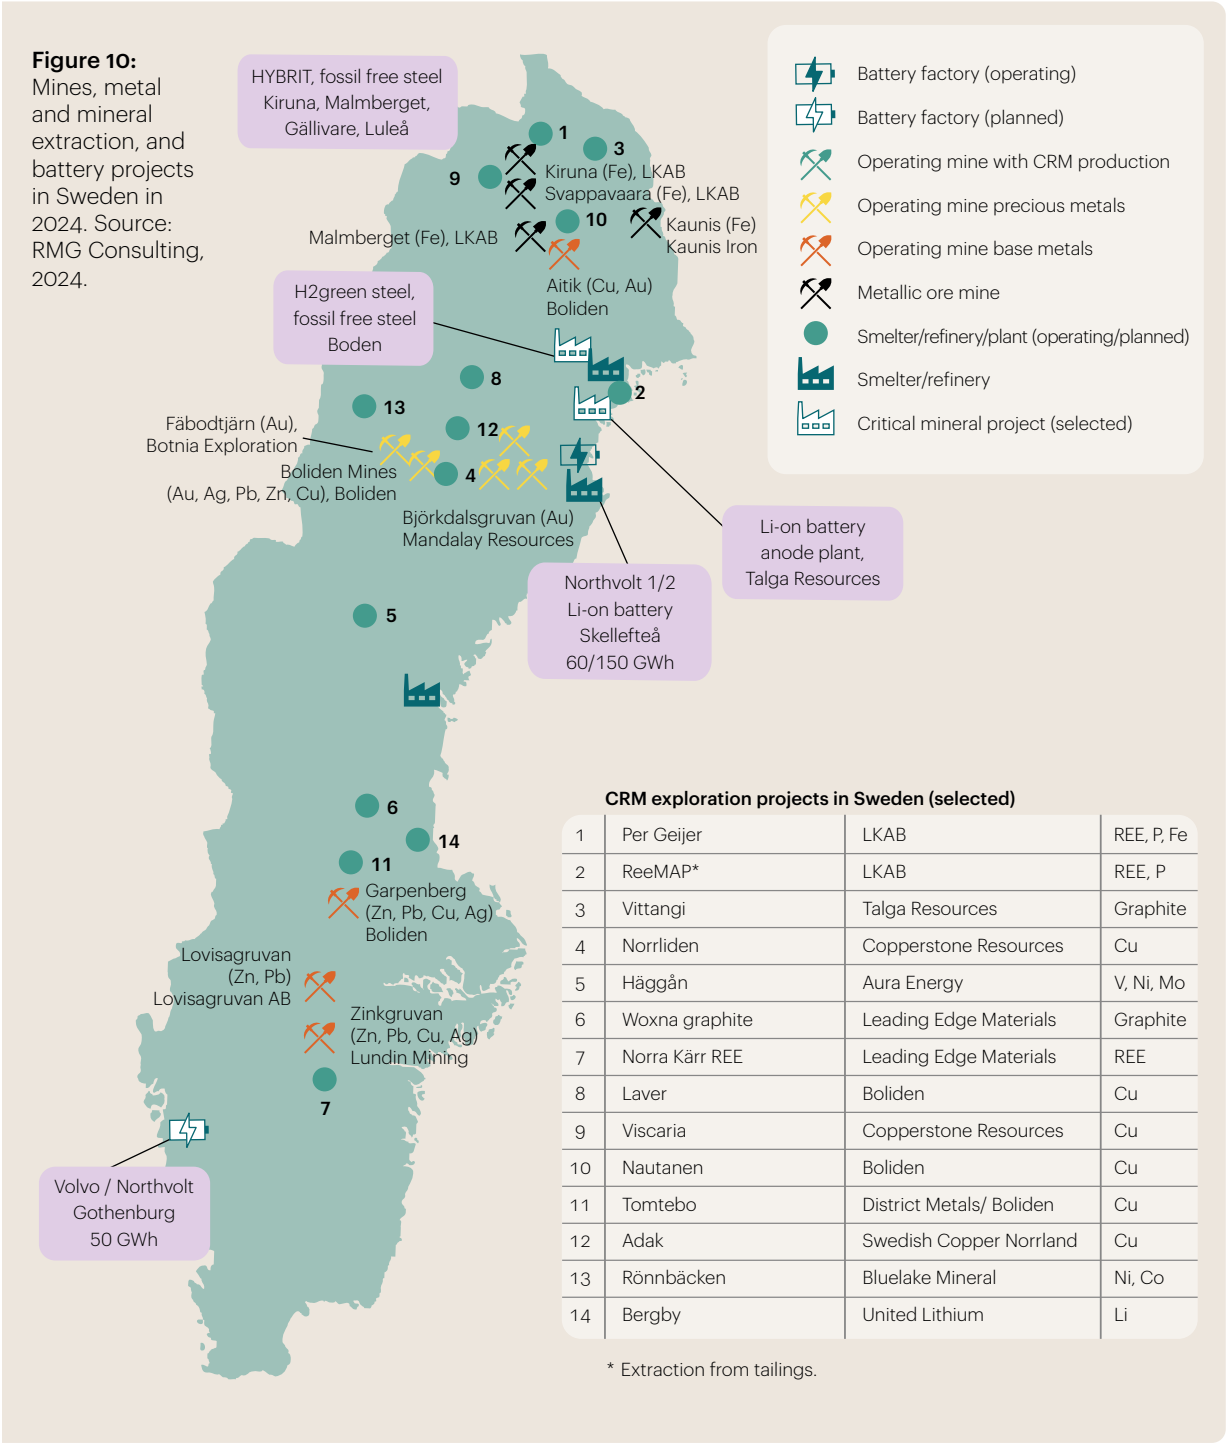 Figure 10:
Mines, metal
and mineral
extraction, and
battery projects
in Sweden in
2024. Source:
RMG Consulting,
2024.
HYBRIT, fossil free steel
Kiruna, Malmberget,
Gällivare, Luleå
Battery factory (operating)
Battery factory (planned)
Operating mine with CRM production
Operating mine precious metals
Operating mine base metals
Metallic ore mine
Smelter/refinery/plant (operating/planned)
Smelter/refinery
Critical mineral project (selected)
1
3
Kiruna (Fe), LKAB
9
Svappavaara (Fe), LKAB
10
Kaunis (Fe)
Kaunis Iron
Malmberget (Fe), LKAB
Aitik (Cu, Au)
Boliden
H2green steel,
fossil free steel
Boden
8
2
13
12
Fäbodtjärn (Au),
Botnia Exploration
Boliden Mines
(Au, Ag, Pb, Zn, Cu), Boliden
4
Björkdalsgruvan (Au)
Mandalay Resources
Li-on battery
anode plant,
Talga Resources
Northvolt 1/2
Li-on battery
Skellefteå
60/150 GWh
5
6
14
11
Garpenberg
(Zn, Pb, Cu, Ag)
Boliden
Lovisagruvan
(Zn, Pb)
Lovisagruvan AB
Zinkgruvan
(Zn, Pb, Cu, Ag)
Lundin Mining
7
Volvo / Northvolt
Gothenburg
50 GWh
CRM exploration projects in Sweden (selected)
1 Per Geijer LKAB REE, P, Fe
2 ReeMAP* LKAB REE, P
3 Vittangi Talga Resources Graphite
4 Norrliden Copperstone Resources Cu
5 Häggån Aura Energy V, Ni, Mo
6 Woxna graphite Leading Edge Materials Graphite
7 Norra Kärr REE Leading Edge Materials REE
8 Laver Boliden Cu
9 Viscaria Copperstone Resources Cu
10 Nautanen Boliden Cu
11 Tomtebo District Metals/ Boliden Cu
12 Adak Swedish Copper Norrland Cu
13 Rönnbäcken Bluelake Mineral Ni, Co
14 Bergby United Lithium Li
* Extraction from tailings.